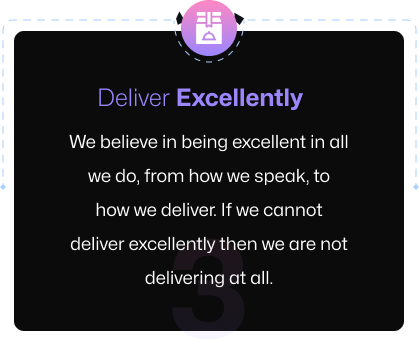 Deliver Excellently
We believe in being excellent in all
we do, from how we speak, to
how we deliver. If we cannot
deliver excellently then we are not
delivering at all.
3